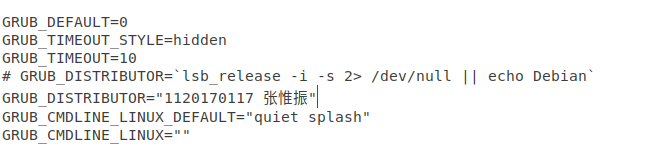 GRUB_DEFAULT=0
GRUB_TIMEOUT_STYLE=hidden
GRUB_TIMEOUT=10
# GRUB_DISTRIBUTOR=`lsb_release -i -s 2> /dev/null || echo Debian`
GRUB_DISTRIBUTOR="1120170117 张惟振"
GRUB_CMDLINE_LINUX_DEFAULT="quiet splash"
GRUB_CMDLINE_LINUX=""